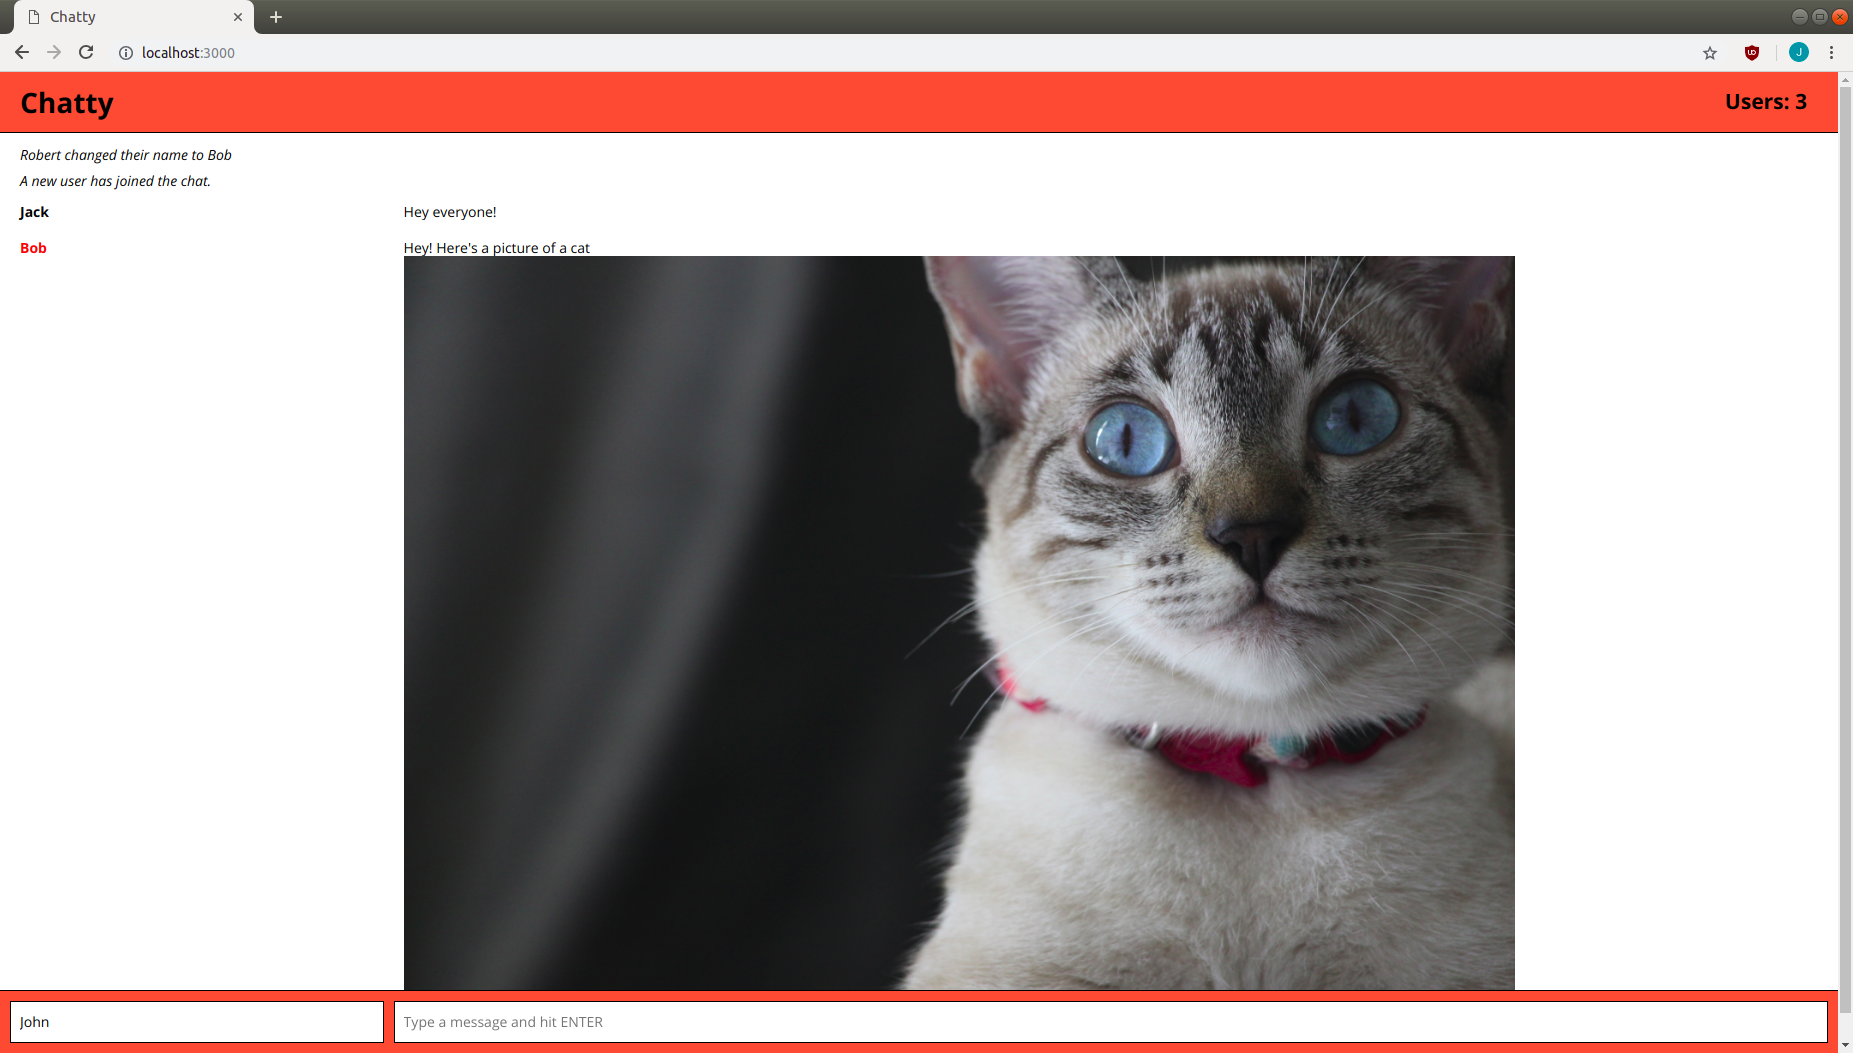 Chatty
localhost:3000
J
Chatty
Users: 3
Robert changed their name to Bob
A new user has joined the chat.
Jack
Hey everyone!
Bob
Hey! Here's a picture of a cat
John
Type a message and hit ENTER